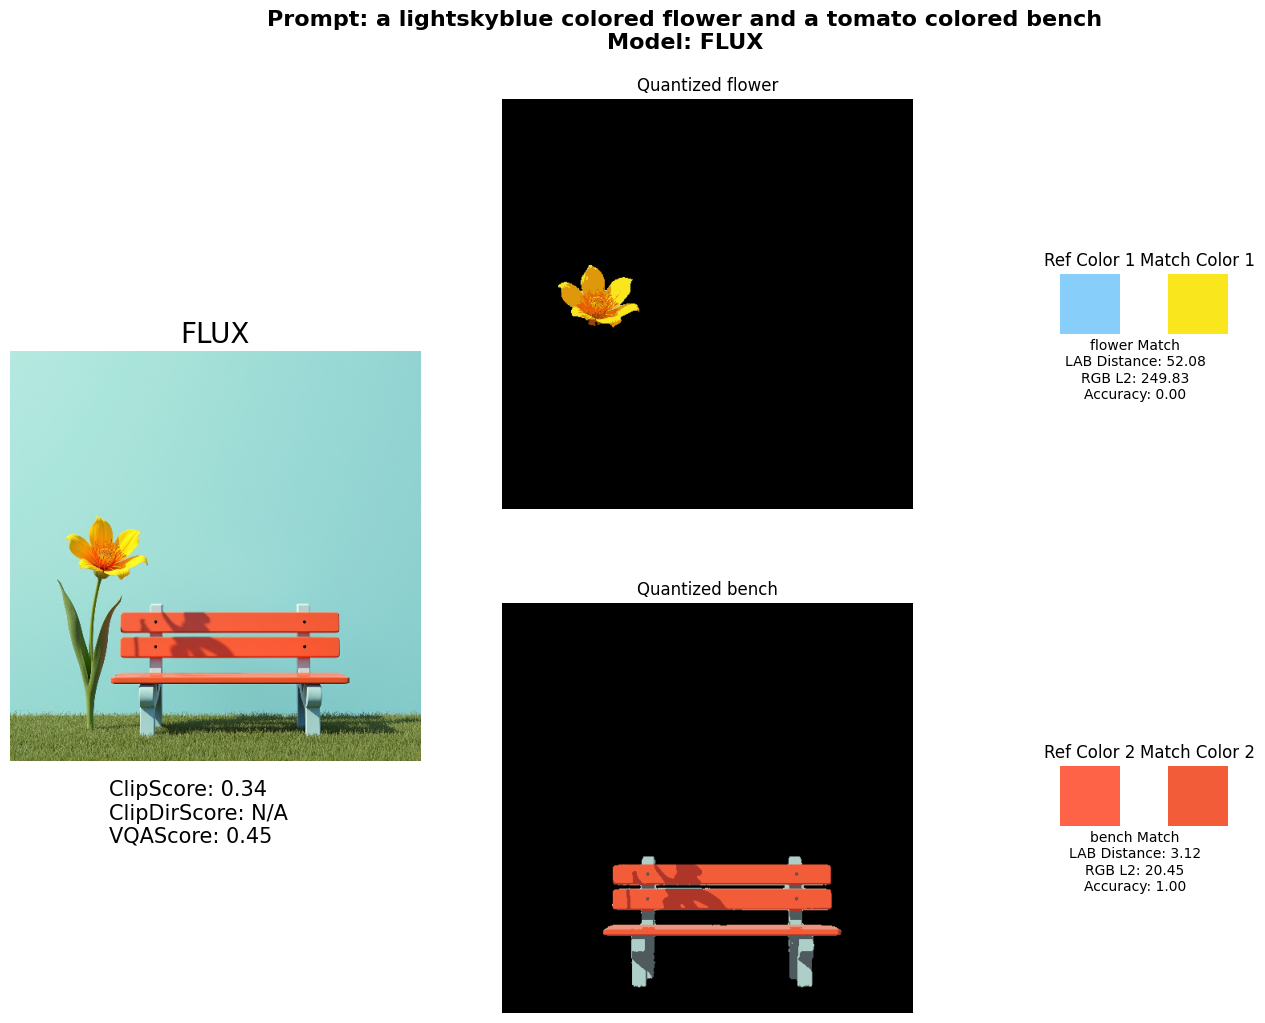 Prompt: a lightskyblue colored flower and a tomato colored bench
Model: FLUX
Quantized flower
Ref Color 1 Match Color 1
flower Match
LAB Distance: 52.08
RGB L2: 249.83
Accuracy: 0.00
FLUX
ClipScore: 0.34
ClipDirScore: N/A
VQAScore: 0.45
Quantized bench
Ref Color 2 Match Color 2
bench Match
LAB Distance: 3.12
RGB L2: 20.45
Accuracy: 1.00